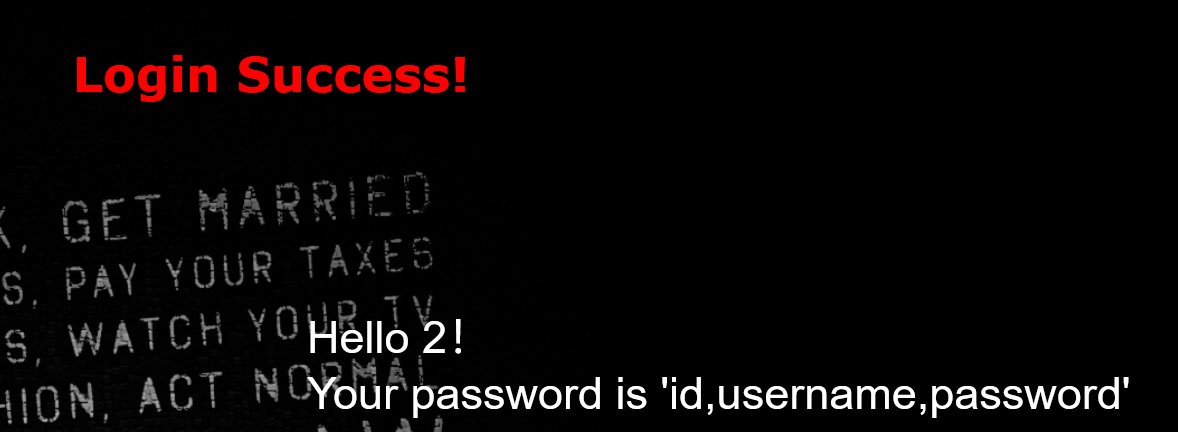 Login Success!
, GET MARRIED
S, PAY YOUR TAXES
S, WATCH YOUR TV
HION, ACT NORMAL
Hello 2！
Your password is 'id,username,password'